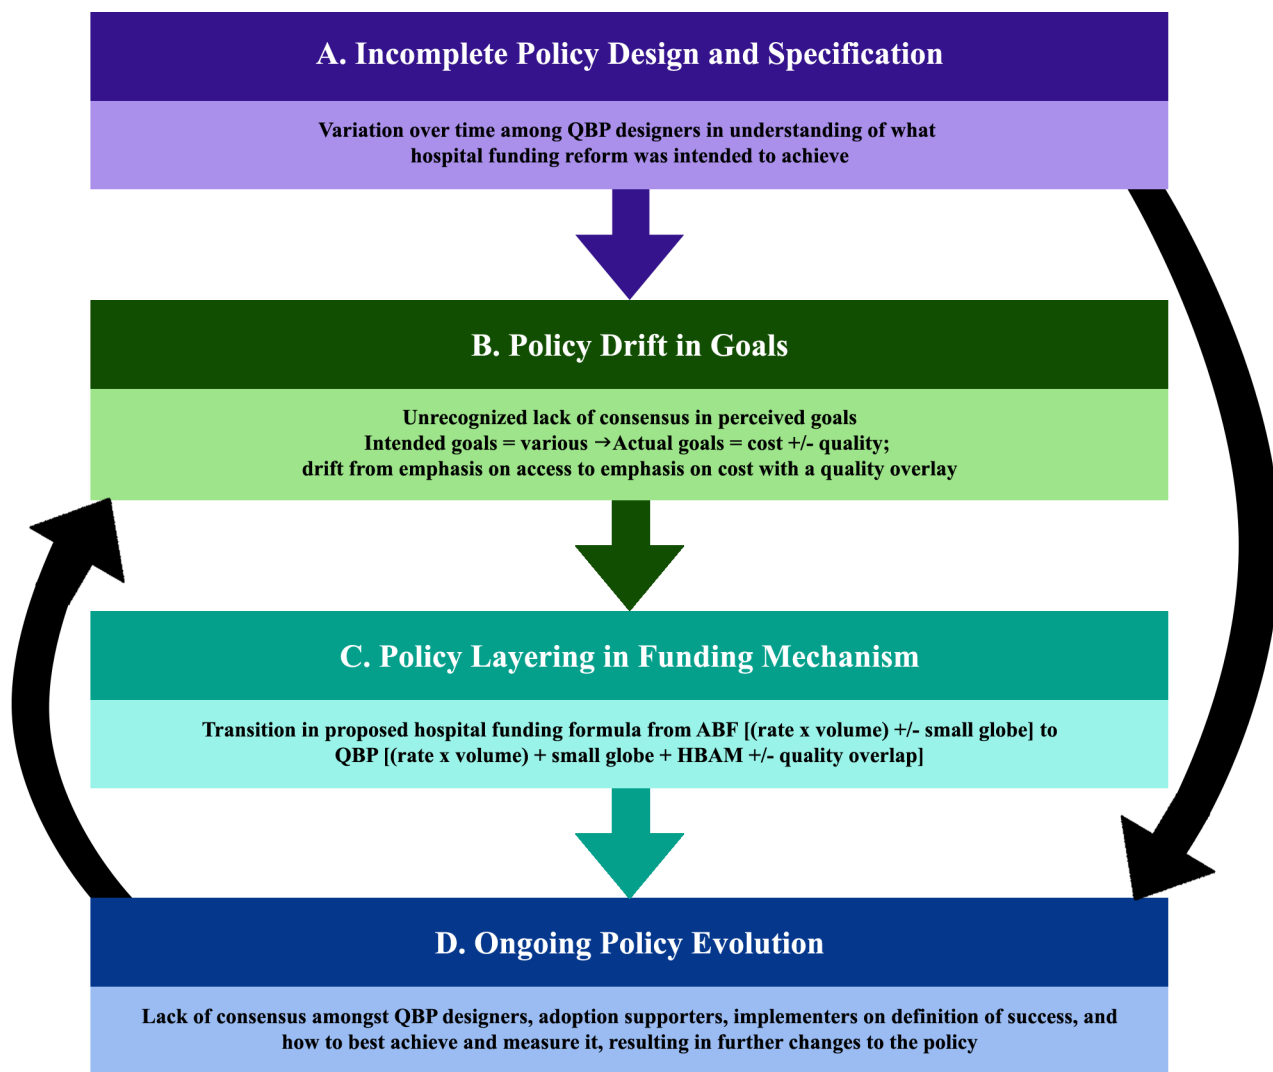 A. Incomplete Policy Design and Specification
Variation over time among QBP designers in understanding of what
hospital funding reform was intended to achieve
B. Policy Drift in Goals
Unrecognized lack of consensus in perceived goals
Intended goals = various →Actual goals = cost +/- quality;
drift from emphasis on access to emphasis on cost with a quality overlay
C. Policy Layering in Funding Mechanism
Transition in proposed hospital funding formula from ABF [(rate x volume) +/- small globe] to
QBP [(rate x volume) + small globe + HBAM +/- quality overlap]
D. Ongoing Policy Evolution
Lack of consensus amongst QBP designers, adoption supporters, implementers on definition of success, and
how to best achieve and measure it, resulting in further changes to the policy